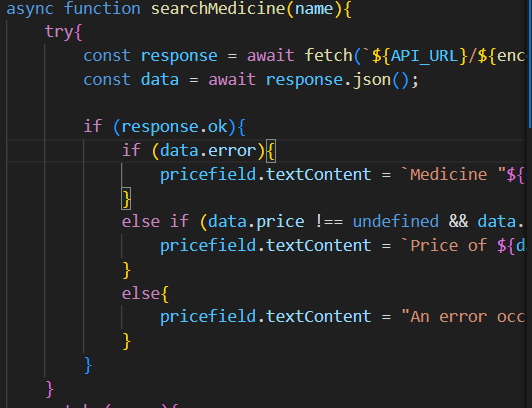 async function searchMedicine(name){
try{
const response = await fetch(`${API_URL}/${enc
const data = await response.json();
if (response.ok){
if (data.error){
pricefield.textContent = `Medicine "${
}
else if (data.price !== undefined && data.
pricefield.textContent = `Price of ${d
}
else{
pricefield.textContent = "An error occ
}
}
}